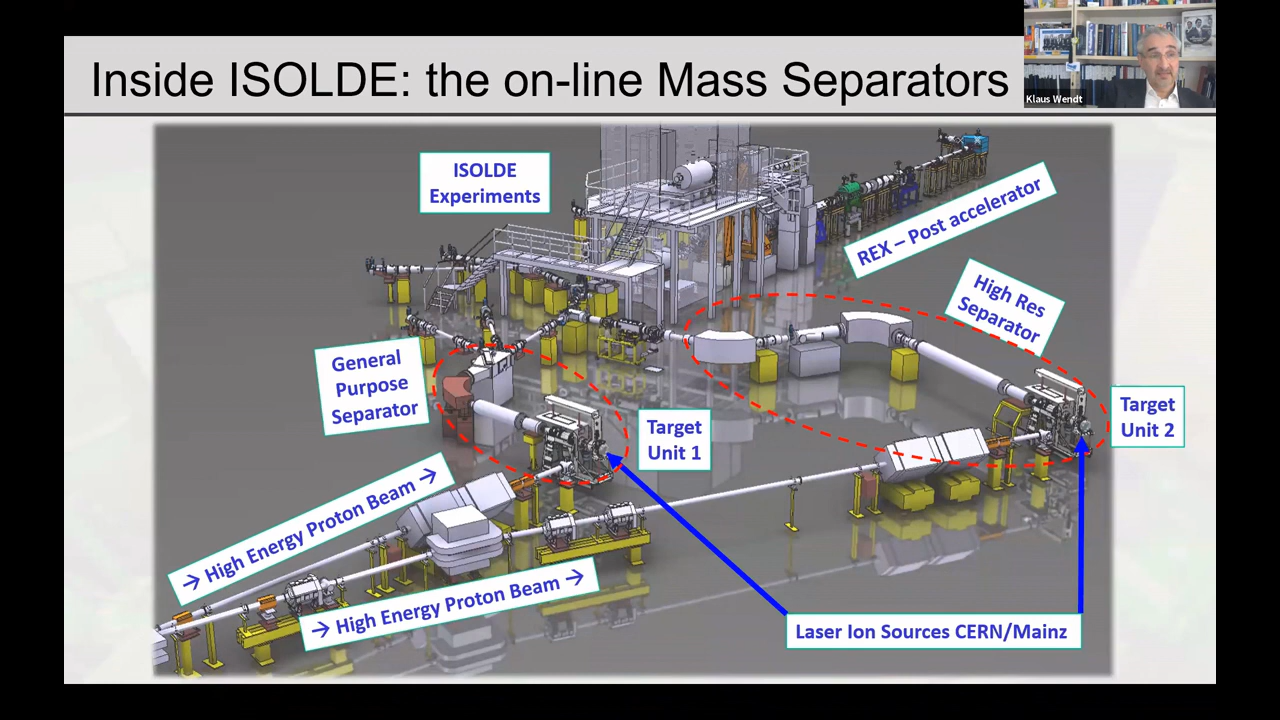 Inside ISOLDE: the on-line Mass Separators
Klaus Wendt
ISOLDE
Experiments
REX – Post accelerator
High Res
Separator
General
Purpose
Separator
Target
Unit 1
Target
Unit 2
→ High Energy Proton Beam →
→ High Energy Proton Beam →
Laser Ion Sources CERN/Mainz